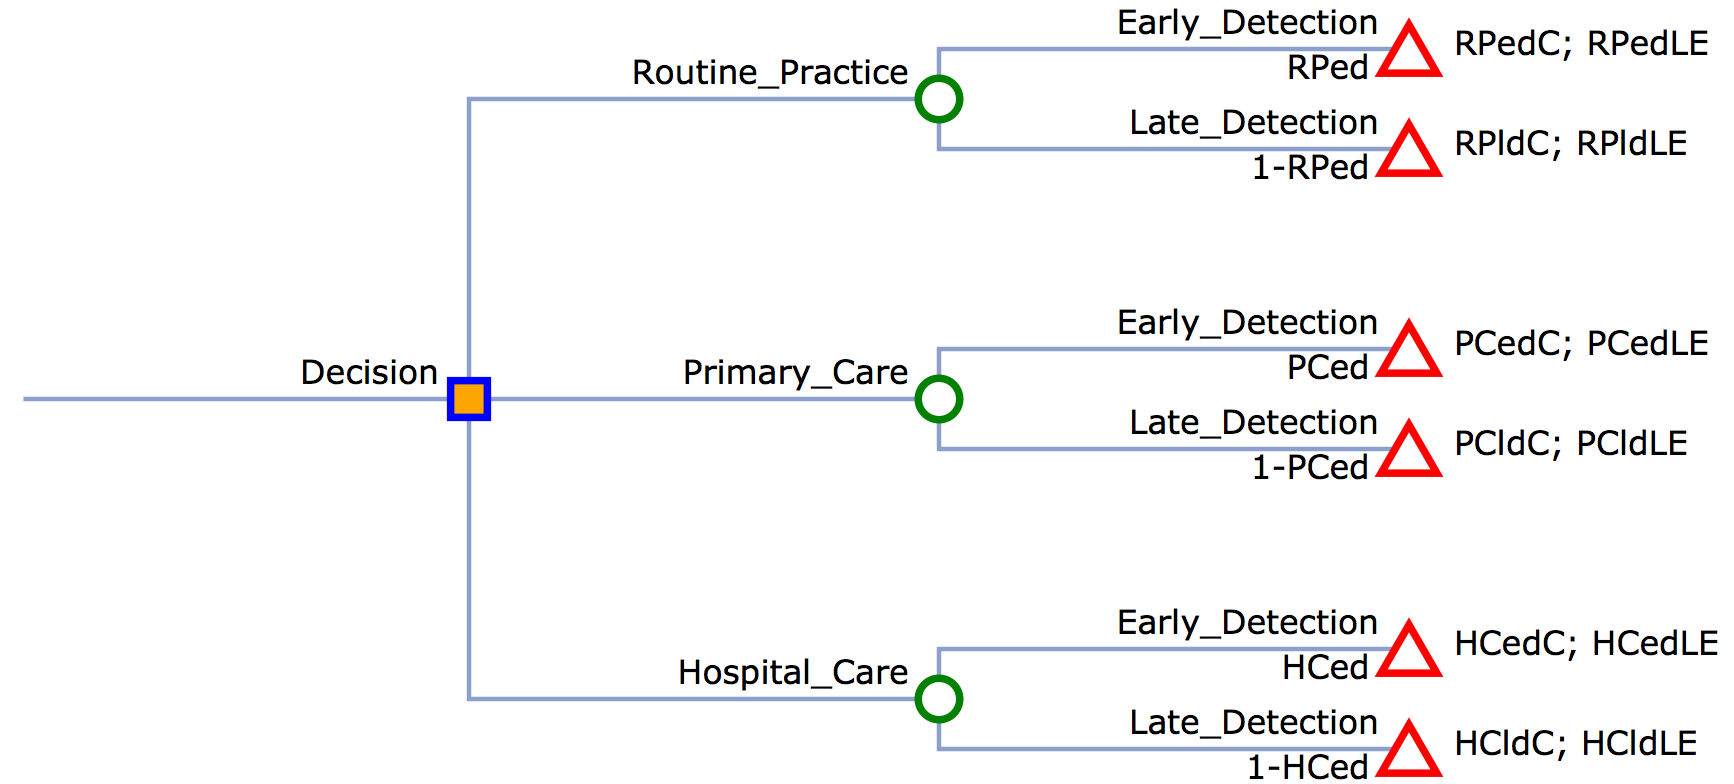 Early_Detection
RPed
RPedC; RPedLE
Routine_Practice
Late_Detection
1-RPed
RPldC; RPldLE
Early_Detection
PCed
PCedC; PCedLE
Decision
Primary_Care
Late_Detection
1-PCed
PCldC; PCldLE
Early_Detection
HCed
HCedC; HCedLE
Hospital_Care
Late_Detection
1-HCed
HCldC; HCldLE